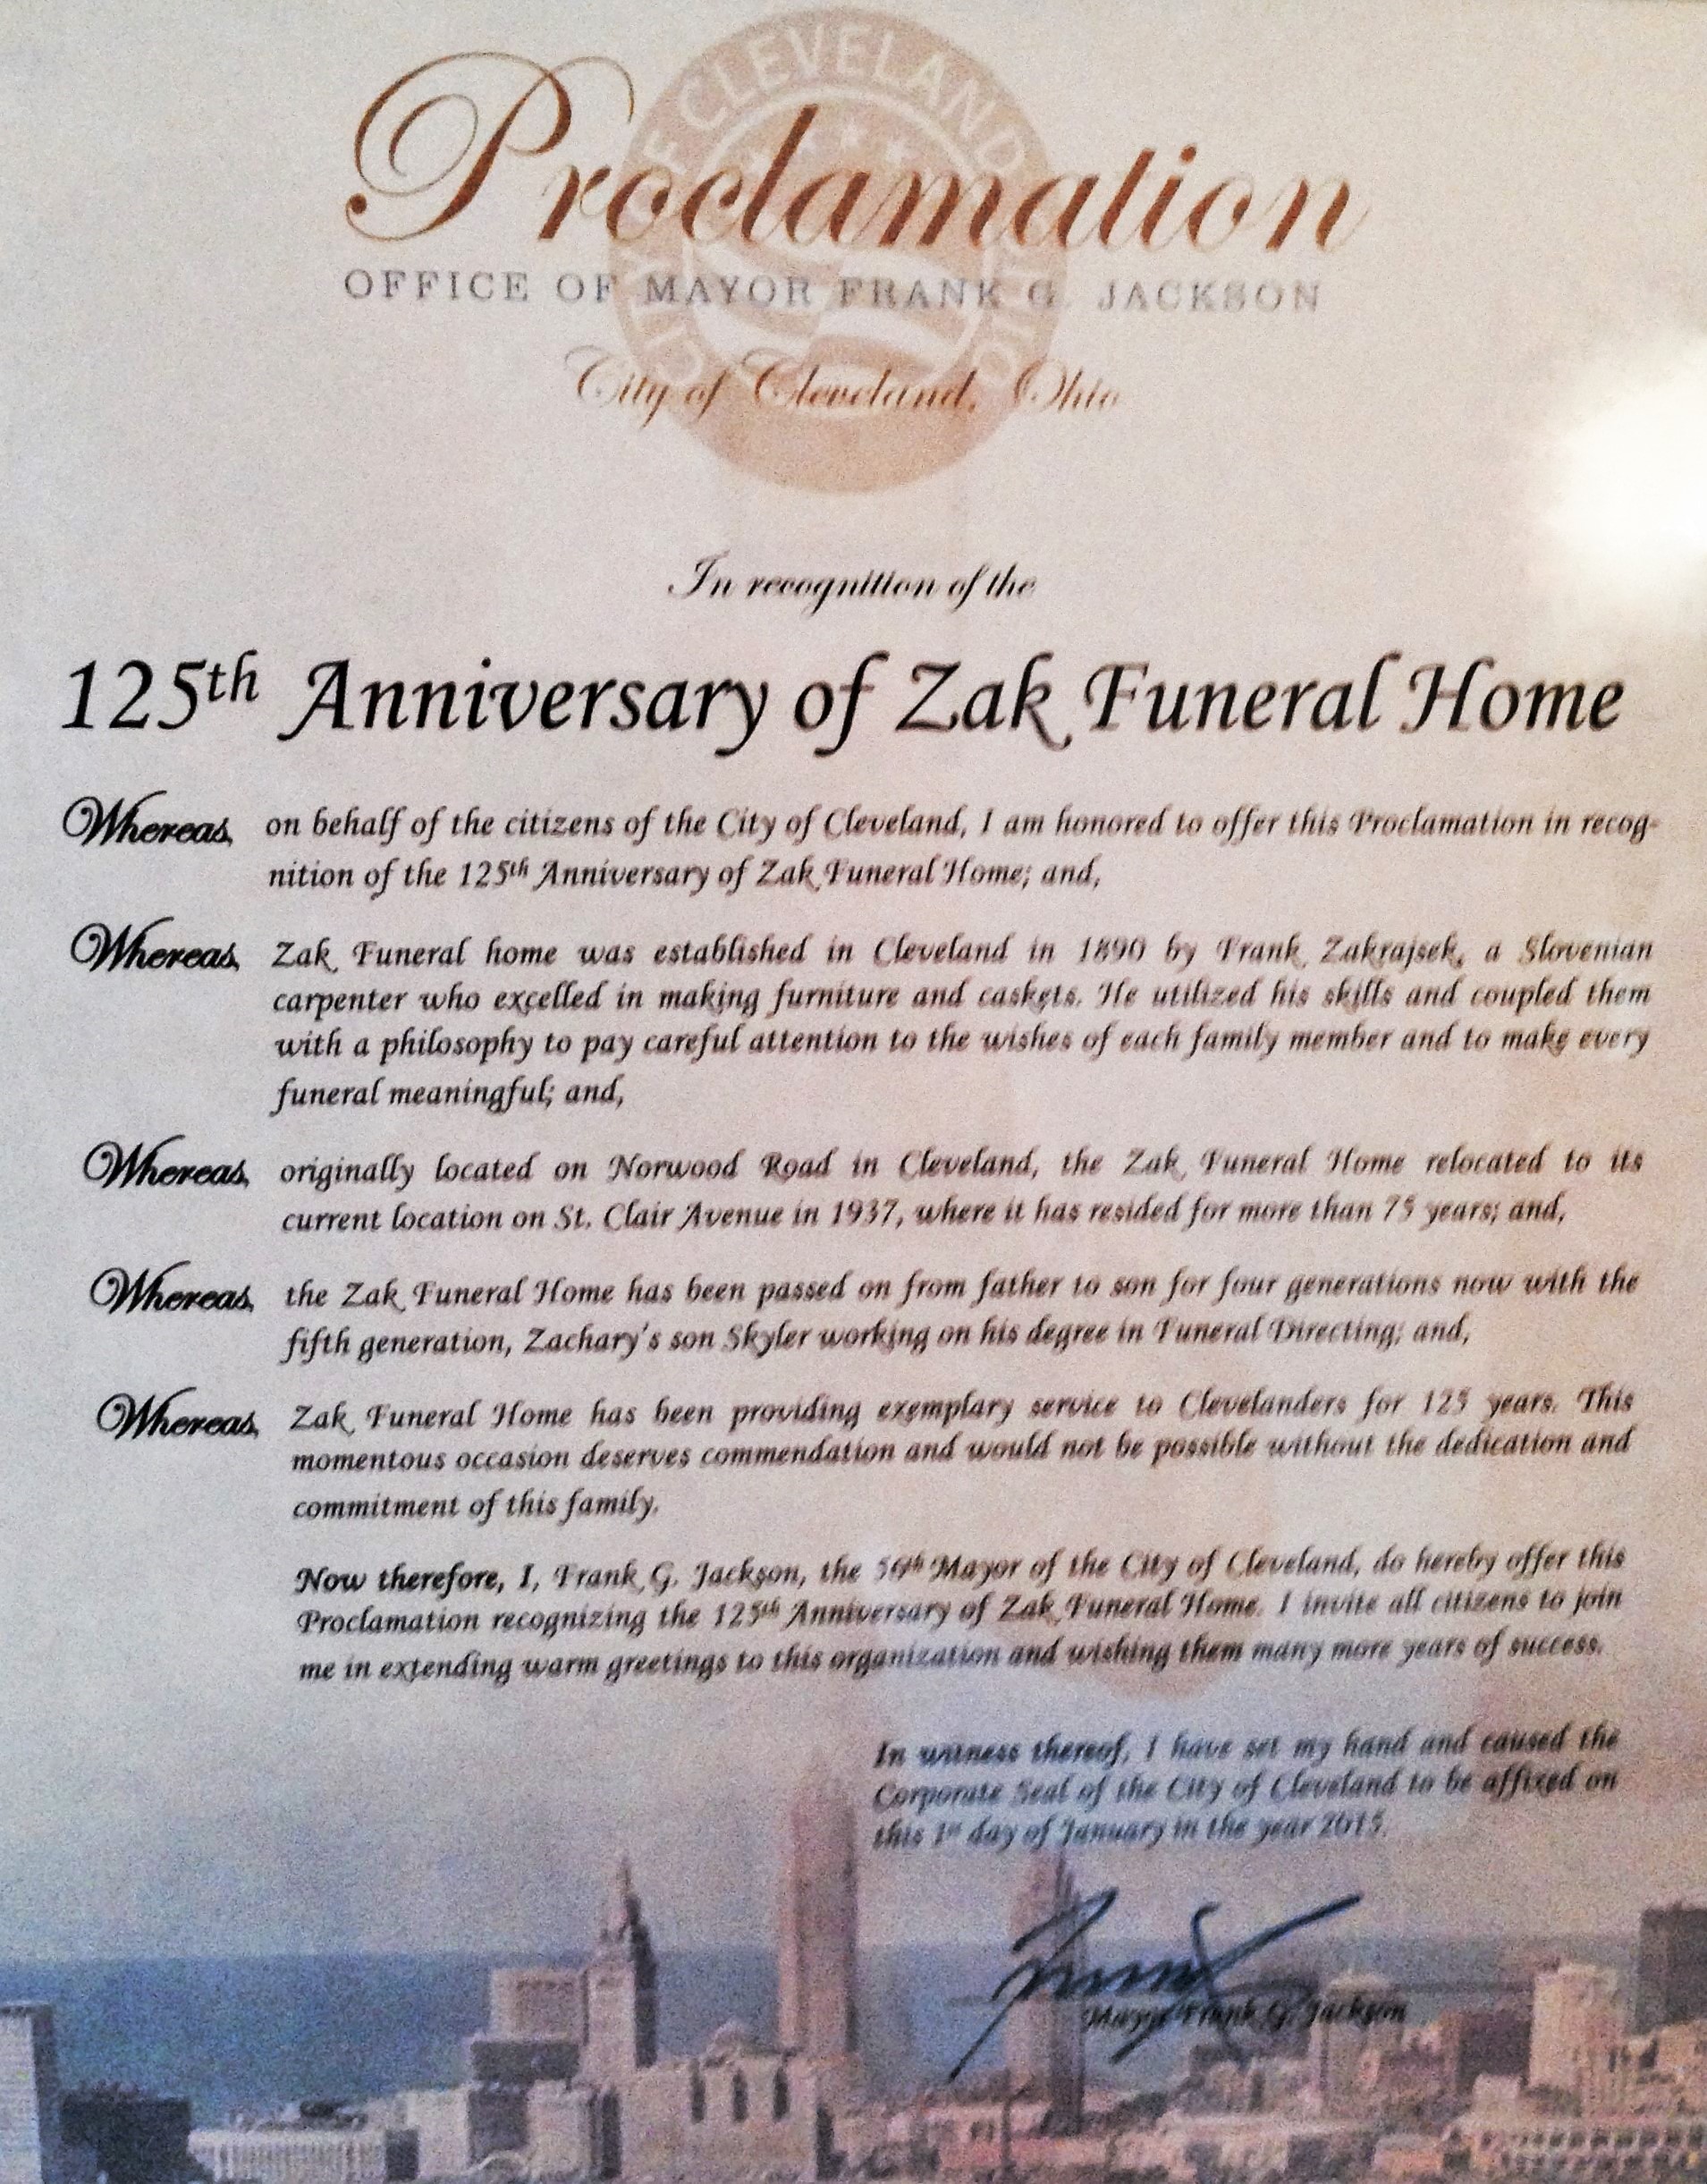 CITY OF CLEVELAND OHIO
Proclamation
OFFICE OF MAYOR FRANK G. JACKSON
City of Cleveland, Ohio
In recognition of the
125th Anniversary of Zak Funeral Home
Whereas, on behalf of the citizens of the City of Cleveland, I am honored to offer this Proclamation in recog-
nition of the 125th Anniversary of Zak Funeral Home; and,
Whereas, Zak Funeral home was established in Cleveland in 1890 by Frank Zakrajsek, a Slovenian
carpenter who excelled in making furniture and caskets. He utilized his skills and coupled them
with a philosophy to pay careful attention to the wishes of each family member and to make every
funeral meaningful; and,
Whereas, originally located on Norwood Road in Cleveland, the Zak Funeral Home relocated to its
current location on St. Clair Avenue in 1937, where it has resided for more than 75 years; and,
Whereas, the Zak Funeral Home has been passed on from father to son for four generations now with the
fifth generation, Zachary's son Skyler working on his degree in Funeral Directing; and,
Whereas, Zak Funeral Home has been providing exemplary service to Clevelanders for 125 years. This
momentous occasion deserves commendation and would not be possible without the dedication and
commitment of this family.
Now therefore, I, Frank G. Jackson, the 56th Mayor of the City of Cleveland, do hereby offer this
Proclamation recognizing the 125th Anniversary of Zak Funeral Home. I invite all citizens to join
me in extending warm greetings to this organization and wishing them many more years of success.
In witness thereof, I have set my hand and caused the
Corporate Seal of the City of Cleveland to be affixed on
this 1st day of January in the year 2015.
Mayor Frank G. Jackson